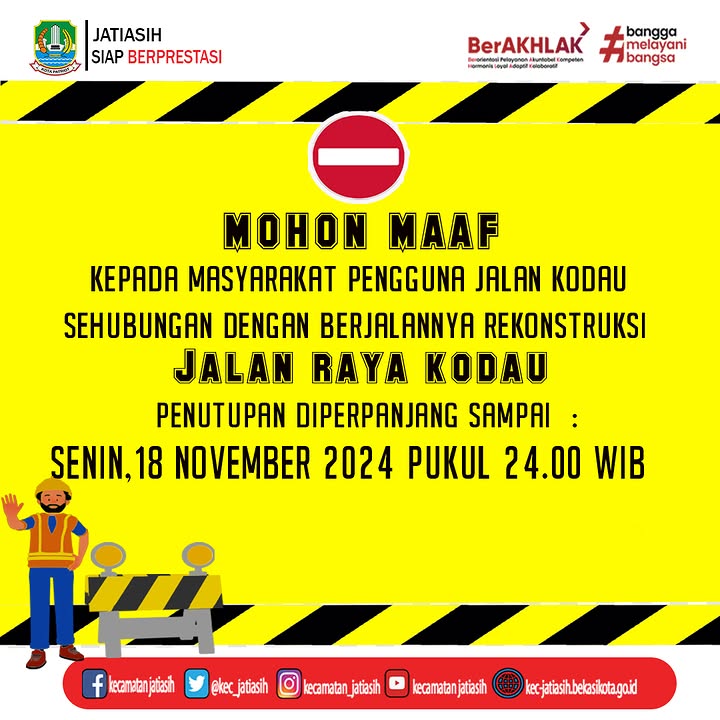 JATIASIH
SIAP BERPRESTASI
KOTA PATRIOT
BerAKHLAK
Berorientasi Pelayanan Akuntabel Kompeten
Harmonis Loyal Adaptif Kolaboratif
#bangga
melayani
bangsa
MOHON MAAF
KEPADA MASYARAKAT PENGGUNA JALAN KODAU
SEHUBUNGAN DENGAN BERJALANNYA REKONSTRUKSI
JALAN RAYA KODAU
PENUTUPAN DIPERPANJANG SAMPAI :
SENIN,18 NOVEMBER 2024 PUKUL 24.00 WIB
kecamatan jatiasih @kec_jatiasih kecamatan_jatiasih kecamatan jatiasih kec-jatiasih.bekasikota.go.id